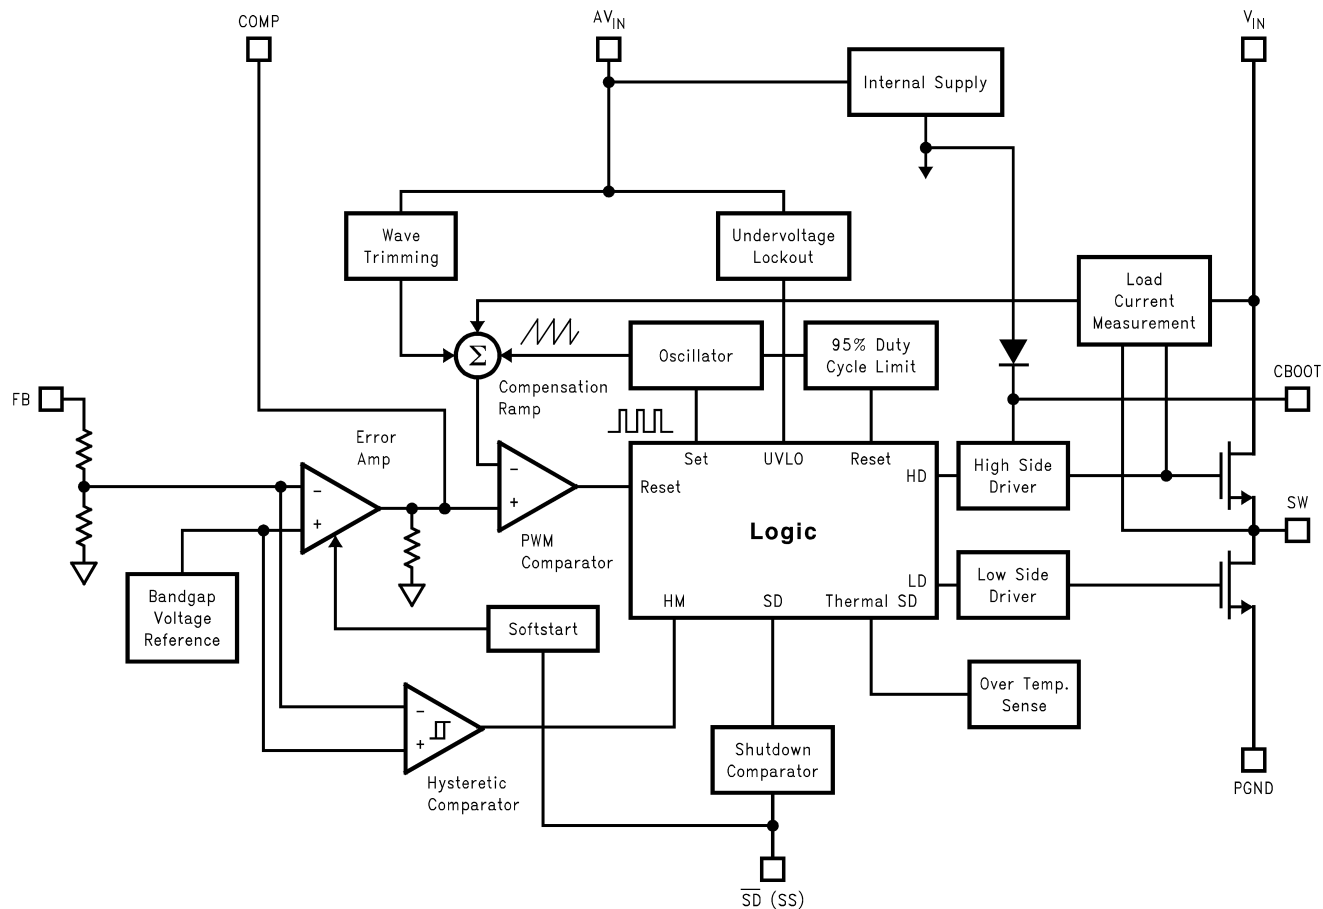 COMP
AVIN
VIN
Internal Supply
Wave
Trimming
Undervoltage
Lockout
Load
Current
Measurement
Σ
Oscillator
95% Duty
Cycle Limit
Compensation
Ramp
CBOOT
FB
Error
Amp
Set
UVLO
Reset
HD
High Side
Driver
SW
Reset
Logic
−
+
−
+
PWM
Comparator
LD
Low Side
Driver
Bandgap
Voltage
Reference
HM
SD
Thermal SD
Softstart
Over Temp.
Sense
−
+
Shutdown
Comparator
Hysteretic
Comparator
PGND
S̅D̅ (SS)